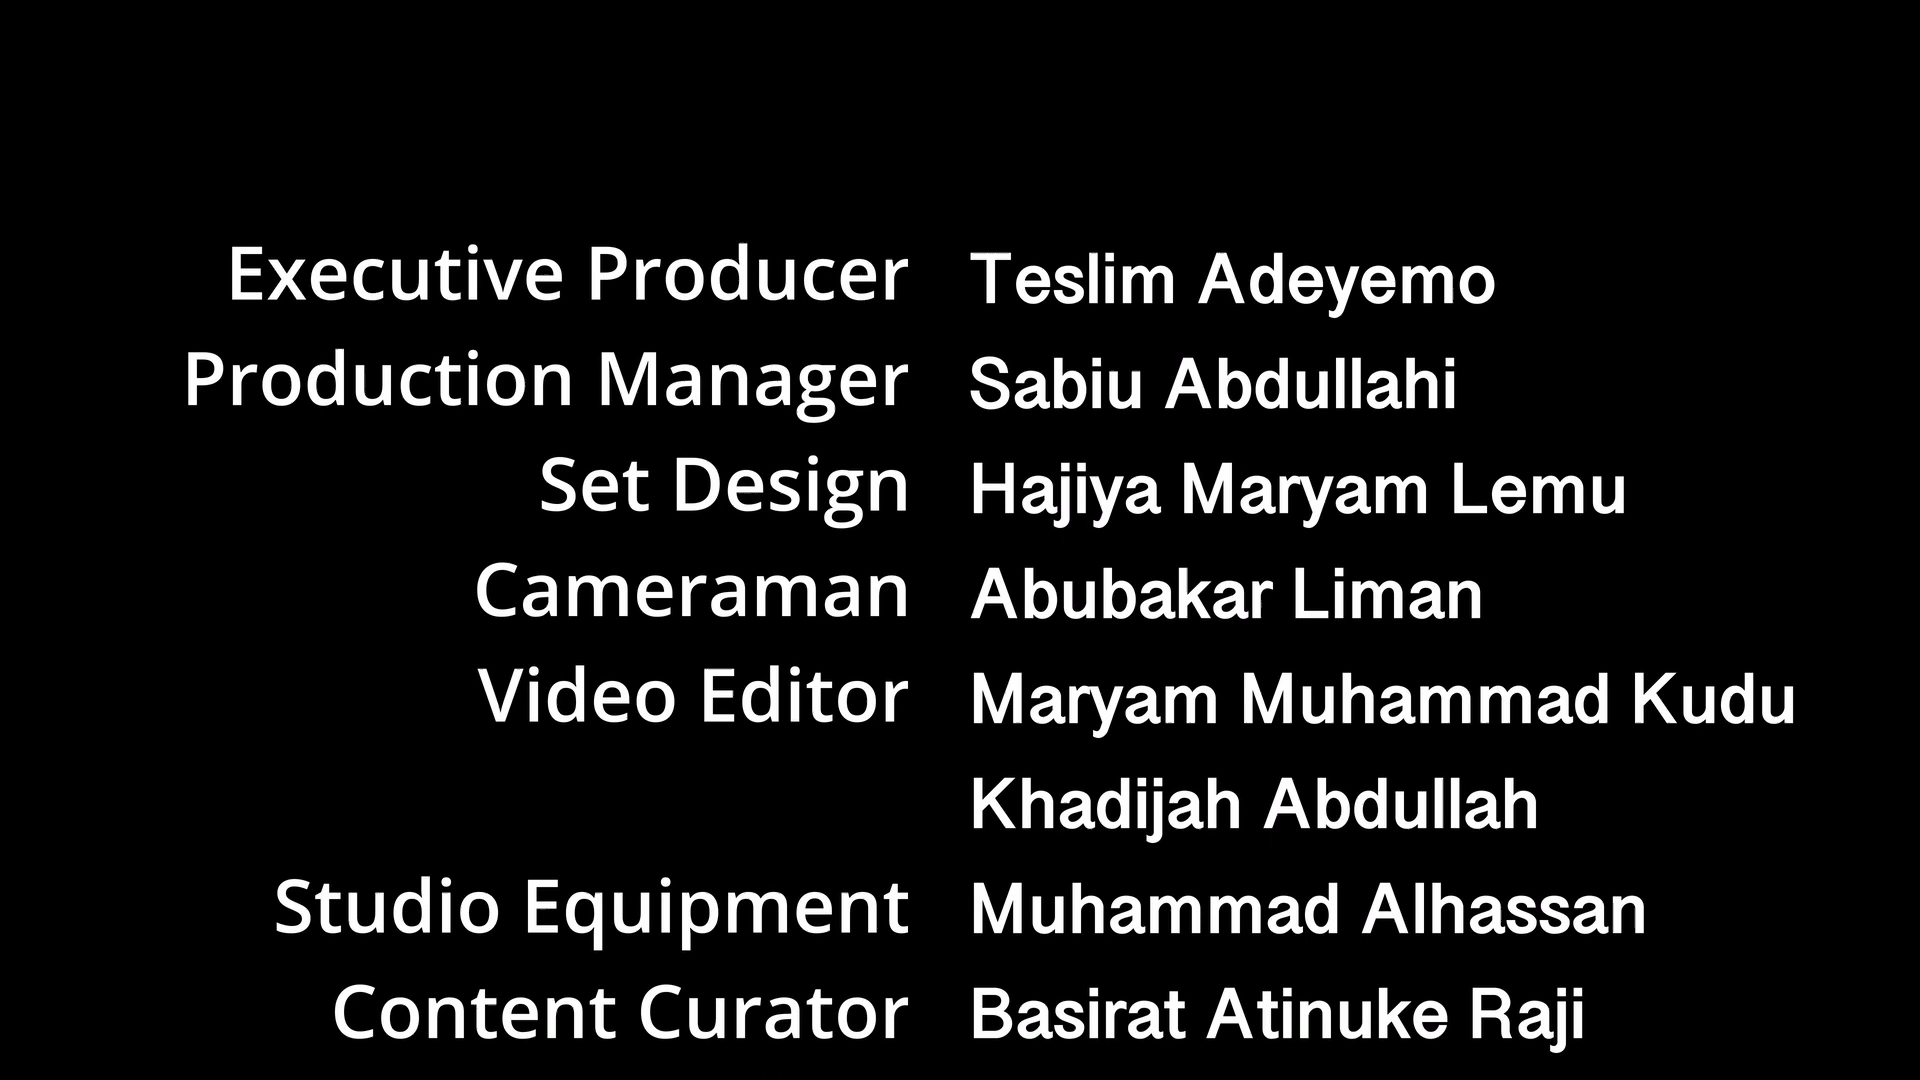 Executive Producer Teslim Adeyemo
Production Manager Sabiu Abdullahi
Set Design Hajiya Maryam Lemu
Cameraman Abubakar Liman
Video Editor Maryam Muhammad Kudu
Khadijah Abdullah
Studio Equipment Muhammad Alhassan
Content Curator Basirat Atinuke Raji